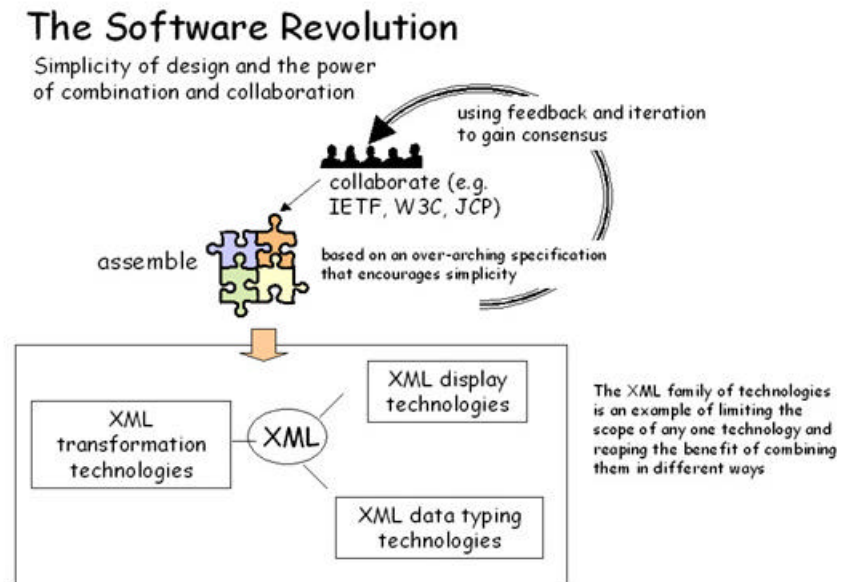 The Software Revolution
Simplicity of design and the power
of combination and collaboration
using feedback and iteration
to gain consensus
collaborate (e.g.
IETF, W3C, JCP)
assemble
based on an over-arching specification
that encourages simplicity
XML display
technologies
XML
transformation
technologies
XML
XML data typing
technologies
The XML family of technologies
is an example of limiting the
scope of any one technology and
reaping the benefit of combining
them in different ways